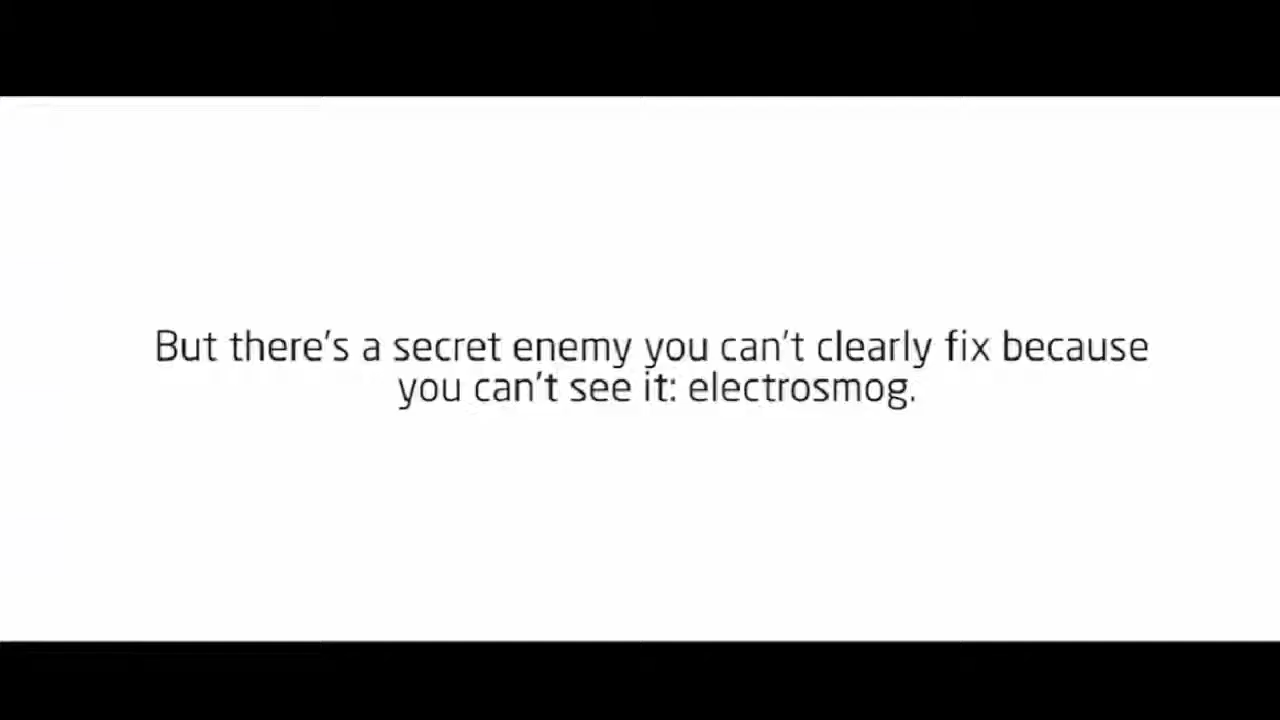 But there's a secret enemy you can't clearly fix because
you can't see it: electrosmog.